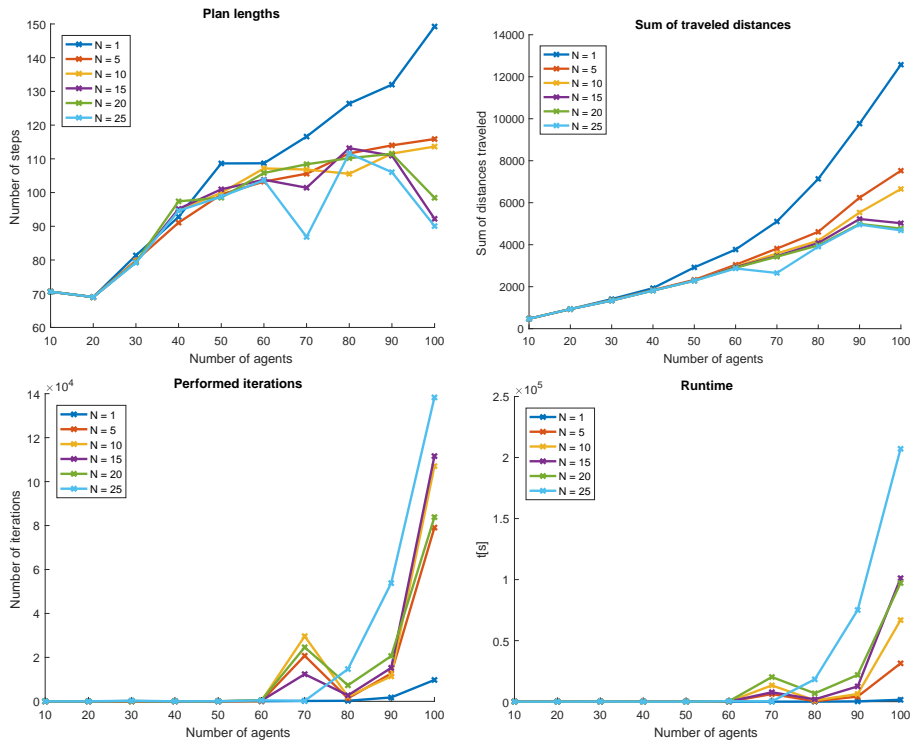 Plan lengths
150
140
130
120
110
100
90
80
70
60
Number of steps
N = 1
N = 5
N = 10
N = 15
N = 20
N = 25
10 20 30 40 50 60 70 80 90 100
Number of agents
Sum of traveled distances
14000
12000
10000
8000
6000
4000
2000
0
Sum of distances traveled
N = 1
N = 5
N = 10
N = 15
N = 20
N = 25
10 20 30 40 50 60 70 80 90 100
Number of agents
Performed iterations
×10^4
14
12
10
8
6
4
2
0
Number of iterations
N = 1
N = 5
N = 10
N = 15
N = 20
N = 25
10 20 30 40 50 60 70 80 90 100
Number of agents
Runtime
×10^5
2.5
2
1.5
1
0.5
0
t[s]
N = 1
N = 5
N = 10
N = 15
N = 20
N = 25
10 20 30 40 50 60 70 80 90 100
Number of agents